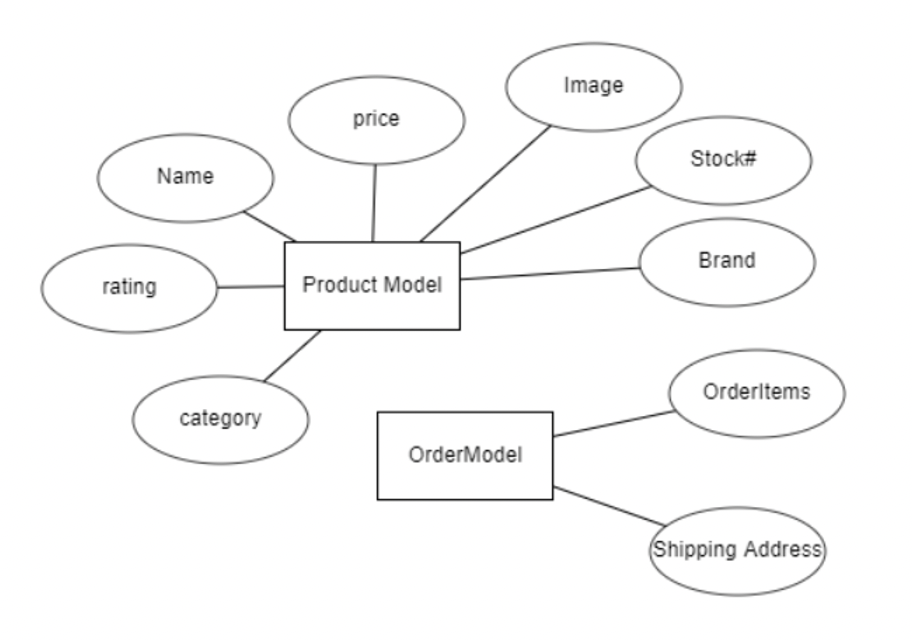 Image
price
Stock#
Name
Brand
rating
Product Model
OrderItems
category
OrderModel
Shipping Address